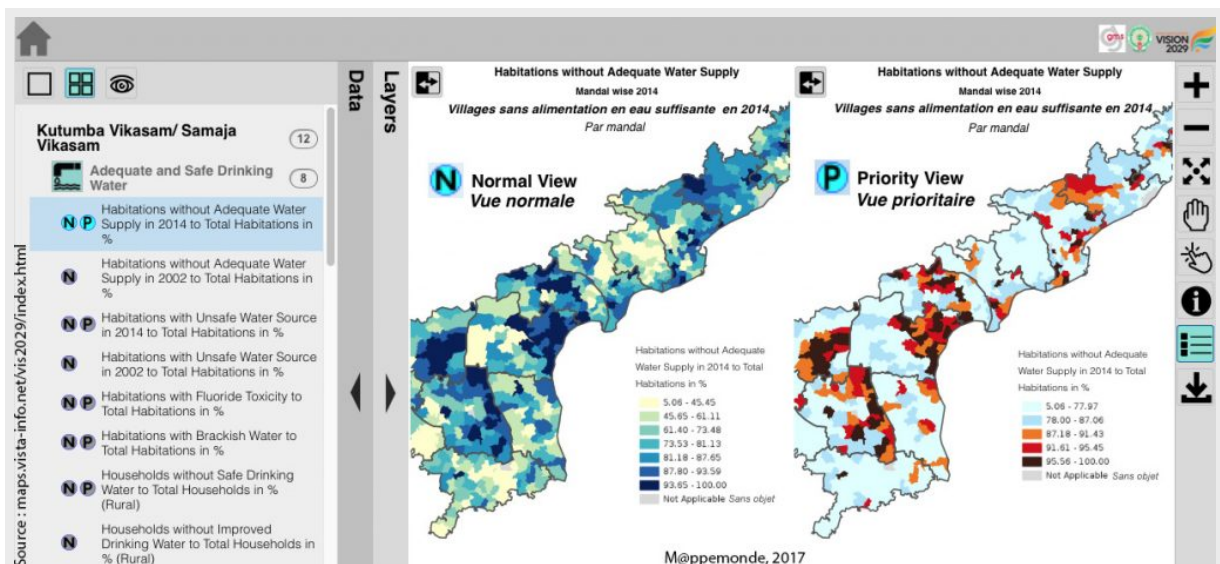 gms
VISION
2029
Kutumba Vikasam/ Samaja
Vikasam
12
Adequate and Safe Drinking
Water
8
N P
Habitations without Adequate Water
Supply in 2014 to Total Habitations in
%
N
Habitations without Adequate Water
Supply in 2002 to Total Habitations in
%
N P
Habitations with Unsafe Water Source
in 2014 to Total Habitations in %
N
Habitations with Unsafe Water Source
in 2002 to Total Habitations in %
N P
Habitations with Fluoride Toxicity to
Total Habitations in %
N P
Habitations with Brackish Water to
Total Habitations in %
N P
Households without Safe Drinking
Water to Total Households in %
(Rural)
N
Households without Improved
Drinking Water to Total Households in
% (Rural)
Source : maps.vista-info.net/vis2029/index.html
Data
Layers
Habitations without Adequate Water Supply
Mandal wise 2014
Villages sans alimentation en eau suffisante en 2014
Par mandal
N
Normal View
Vue normale
Habitations without Adequate
Water Supply in 2014 to Total
Habitations in %
5.06 - 45.45
45.65 - 61.11
61.40 - 73.48
73.53 - 81.13
81.18 - 87.65
87.80 - 93.59
93.65 - 100.00
Not Applicable Sans objet
Habitations without Adequate Water Supply
Mandal wise 2014
Villages sans alimentation en eau suffisante en 2014
Par mandal
P
Priority View
Vue prioritaire
Habitations without Adequate
Water Supply in 2014 to Total
Habitations in %
5.06 - 77.97
78.00 - 87.06
87.18 - 91.43
91.61 - 95.45
95.56 - 100.00
Not Applicable Sans objet
M@ppemonde, 2017